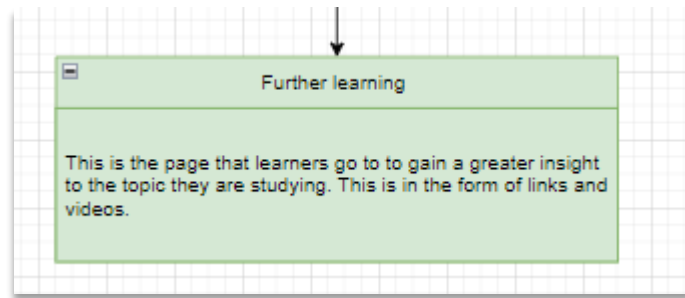 Further learning
This is the page that learners go to to gain a greater insight
to the topic they are studying. This is in the form of links and
videos.